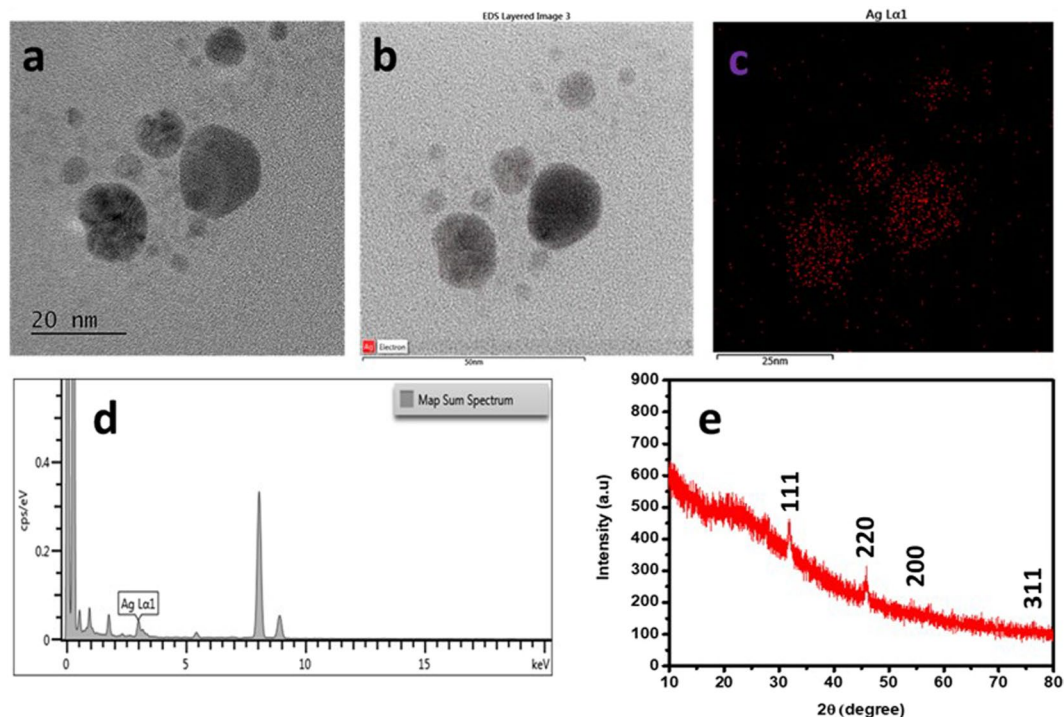 a
20 nm
EDS Layered Image 3
b
Ag Electron
50nm
Ag Lα1
c
25nm
d
Map Sum Spectrum
cps/eV
0.4
0.2
0
Ag Lα1
0 5 10 15 keV
e
Intensity (a.u)
900
800
700
600
500
400
300
200
100
0
111
220
200
311
10 20 30 40 50 60 70 80
2θ (degree)